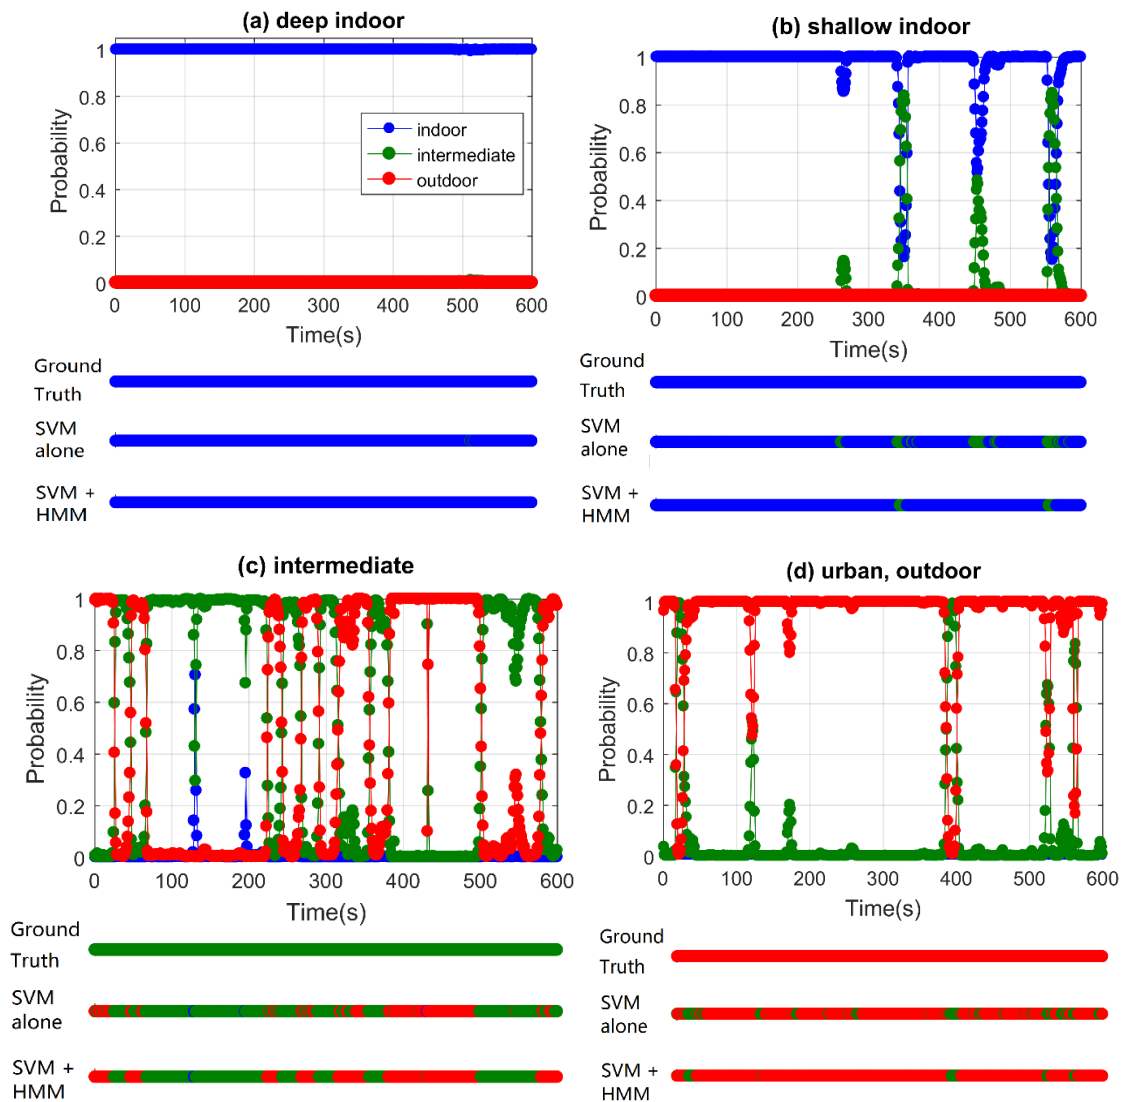 (a) deep indoor
1
0.8
0.6
0.4
0.2
0
Probability
indoor
intermediate
outdoor
0 100 200 300 400 500 600
Time(s)
Ground
Truth
SVM
alone
SVM +
HMM
(b) shallow indoor
1
0.8
0.6
0.4
0.2
0
Probability
0 100 200 300 400 500 600
Time(s)
Ground
Truth
SVM
alone
SVM +
HMM
(c) intermediate
1
0.8
0.6
0.4
0.2
0
Probability
0 100 200 300 400 500 600
Time(s)
Ground
Truth
SVM
alone
SVM +
HMM
(d) urban, outdoor
1
0.8
0.6
0.4
0.2
0
Probability
0 100 200 300 400 500 600
Time(s)
Ground
Truth
SVM
alone
SVM +
HMM